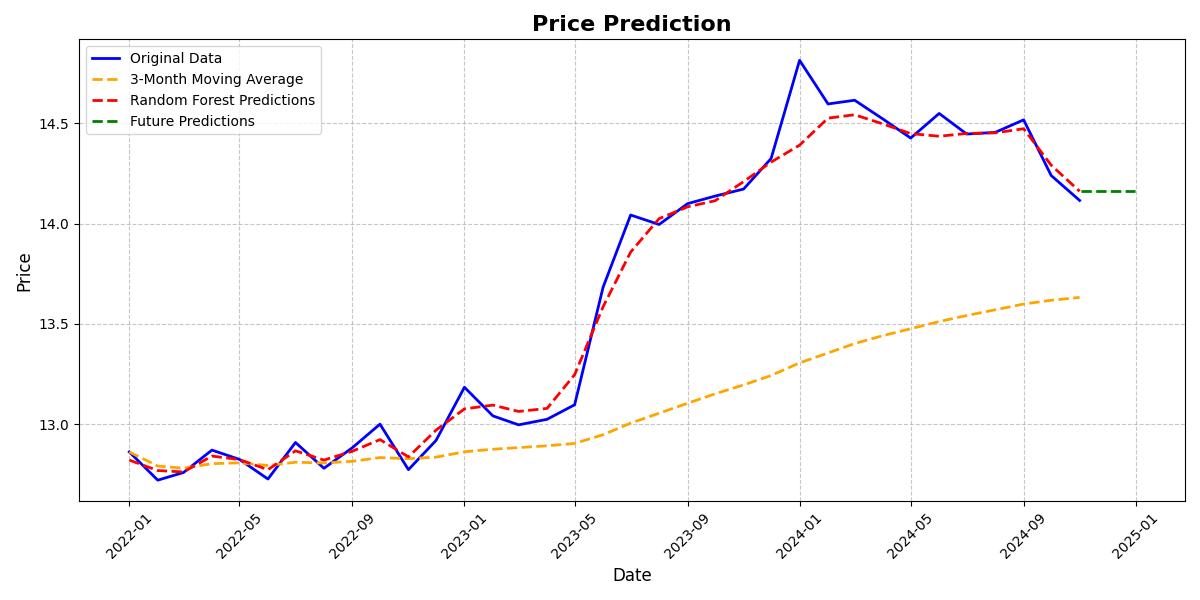 Price Prediction
Original Data
3-Month Moving Average
Random Forest Predictions
Future Predictions
Price
14.5
14.0
13.5
13.0
2022-01
2022-05
2022-09
2023-01
2023-05
2023-09
2024-01
2024-05
2024-09
2025-01
Date